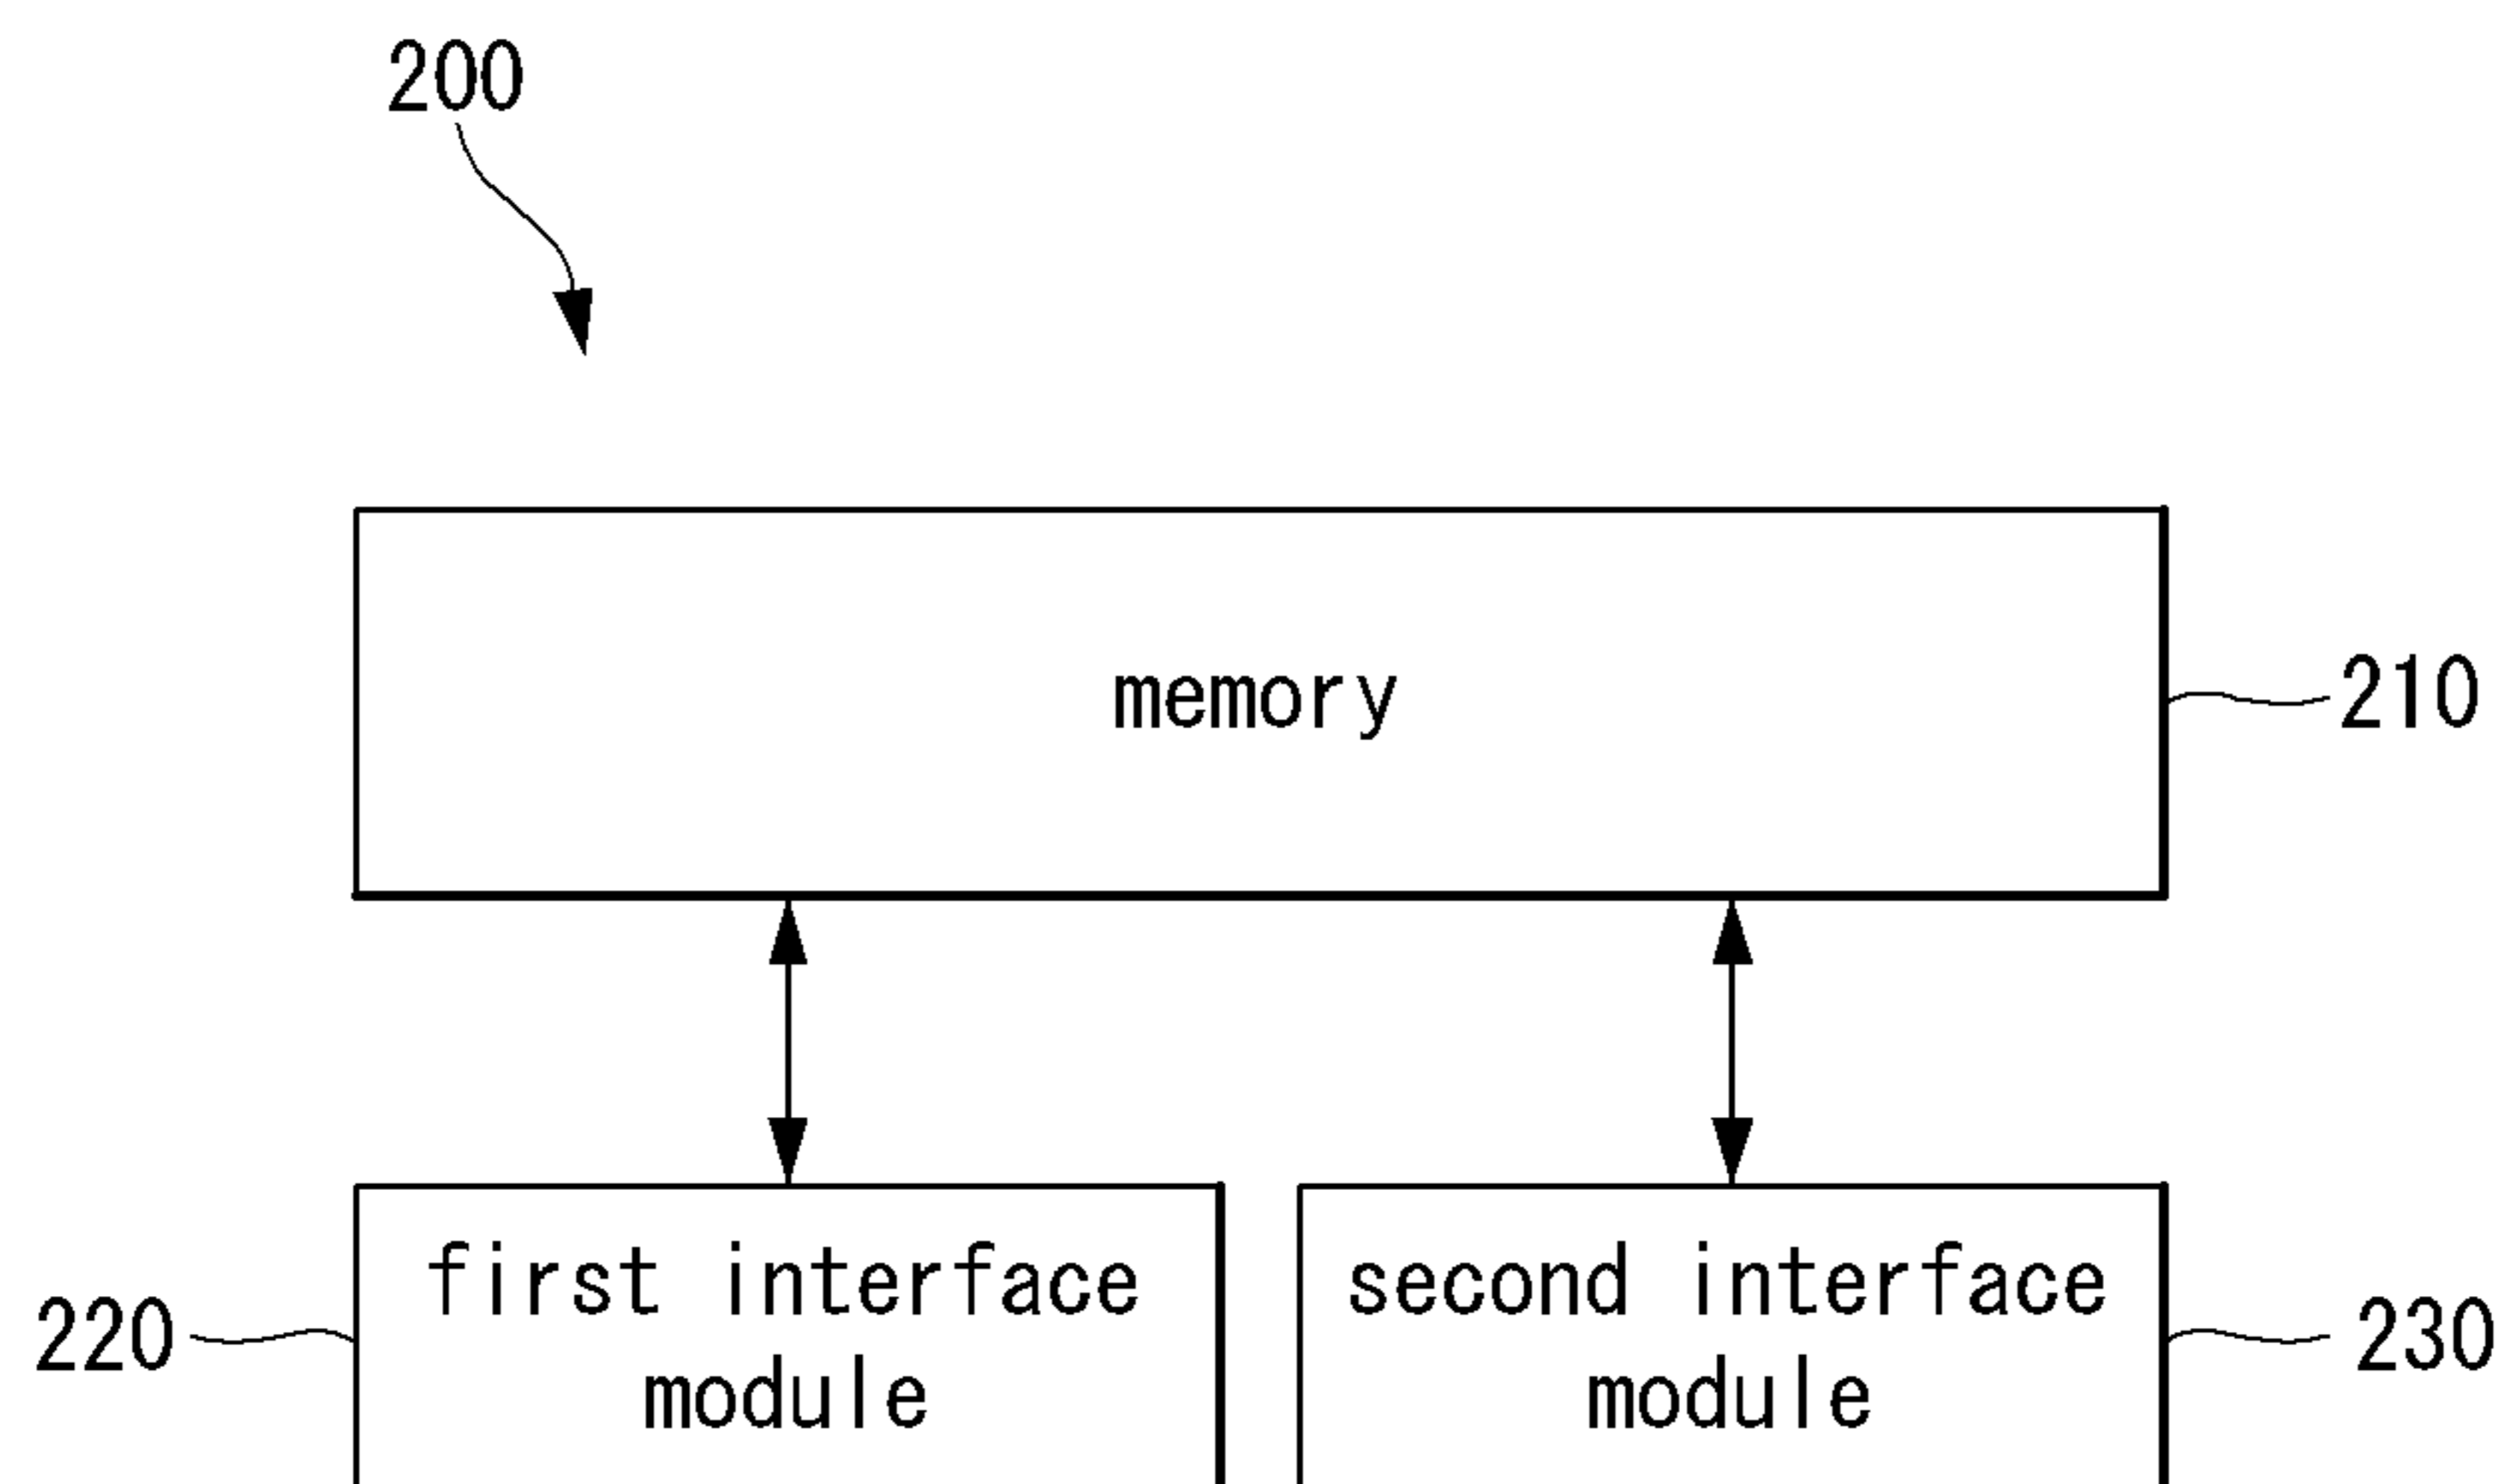 200
memory
210
first interface
module
second interface
module
220
230